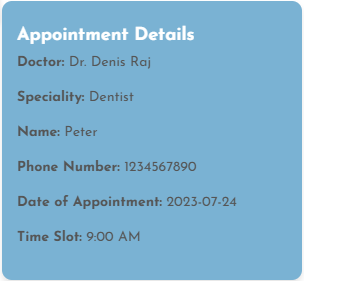 Appointment Details
Doctor: Dr. Denis Raj
Speciality: Dentist
Name: Peter
Phone Number: 1234567890
Date of Appointment: 2023-07-24
Time Slot: 9:00 AM